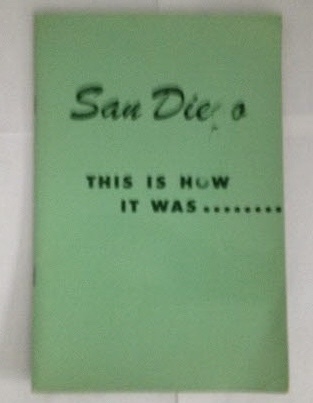 San Diego
THIS IS HOW
IT WAS........